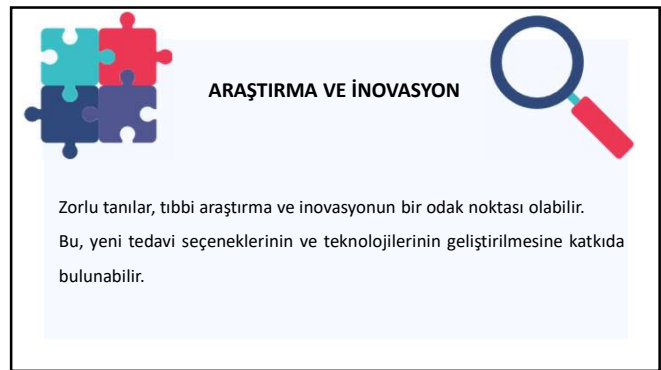 ARAŞTIRMA VE İNOVASYON
Zorlu tanılar, tıbbi araştırma ve inovasyonun bir odak noktası olabilir.
Bu, yeni tedavi seçeneklerinin ve teknolojilerinin geliştirilmesine katkıda
bulunabilir.